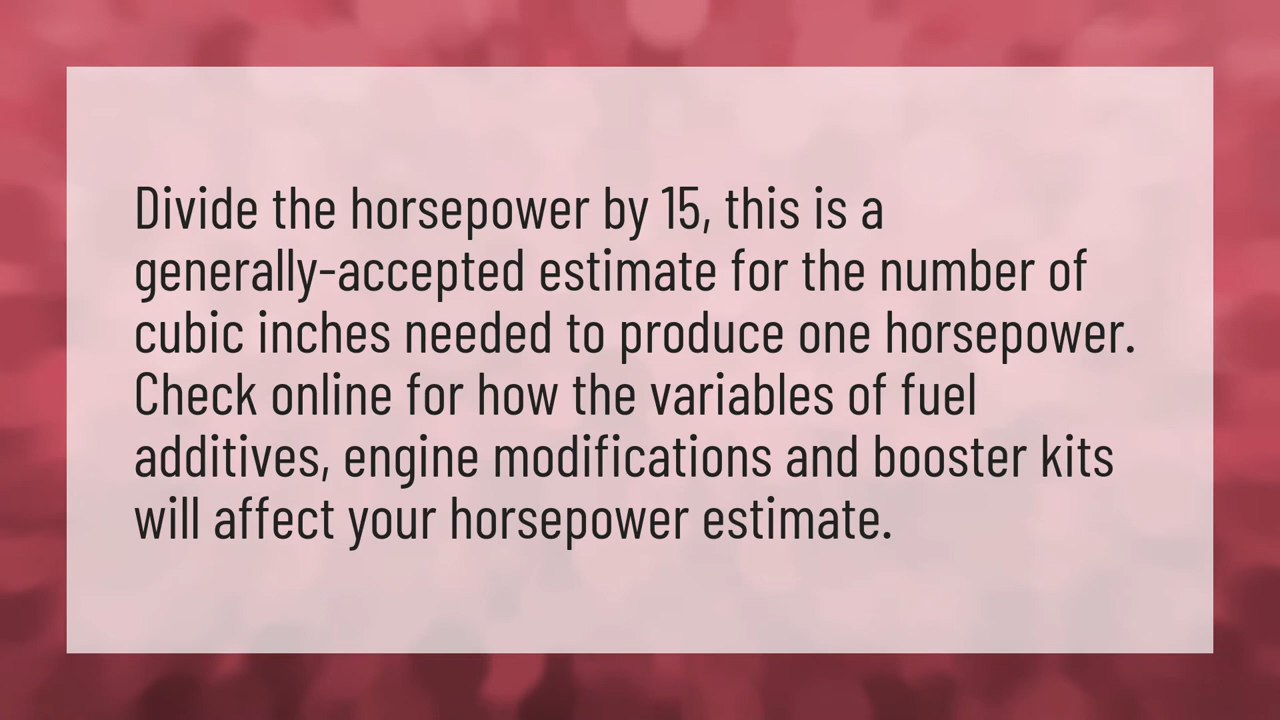 Divide the horsepower by 15, this is a
generally-accepted estimate for the number of
cubic inches needed to produce one horsepower.
Check online for how the variables of fuel
additives, engine modifications and booster kits
will affect your horsepower estimate.